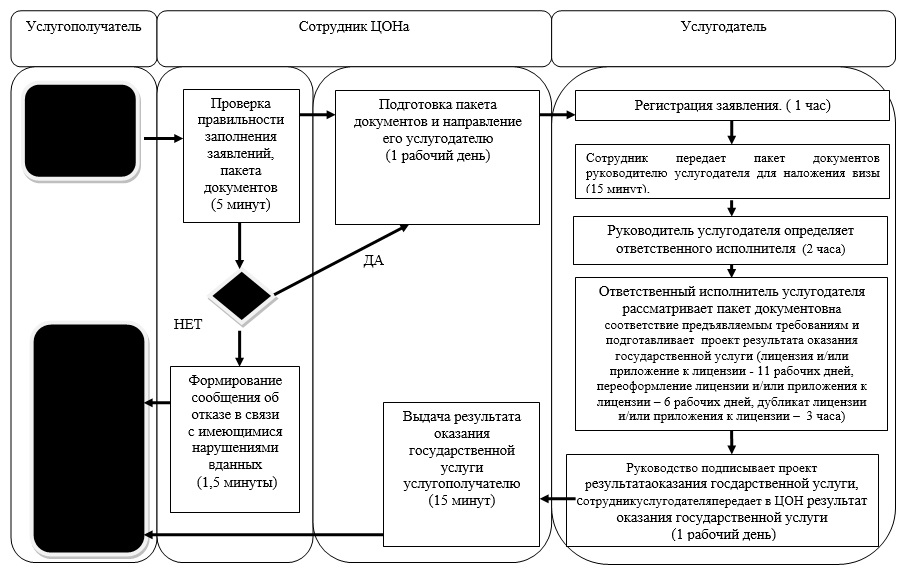 Услугополучатель
Сотрудник ЦОНа
Услугодатель
Проверка
правильности
заполнения
заявлений,
пакета
документов
(5 минут)
Подготовка пакета
документов и направление
его услугодателю
(1 рабочий день)
Регистрация заявления. ( 1 час)
Сотрудник передает пакет документов
руководителю услугодателя для наложения визы
(15 минут).
Руководитель услугодателя определяет
ответственного исполнителя (2 часа)
ДА
НЕТ
Ответственный исполнитель услугодателя
рассматривает пакет документовна
соответствие предъявляемым требованиям и
подготавливает проект результата оказания
государственной услуги (лицензия и/или
приложение к лицензии - 11 рабочих дней,
переоформление лицензии и/или приложения к
лицензии – 6 рабочих дней, дубликат лицензии
и/или приложения к лицензии – 3 часа)
Формирование
сообщения об
отказе в связи
с имеющимися
нарушениями
вданных
(1,5 минуты)
Выдача результата
оказания
государственной
услуги
услугополучателю
(15 минут)
Руководство подписывает проект
результатаоказания госдарственной услуги,
сотрудникуслугодателяпередает в ЦОН результат
оказания государственной услуги
(1 рабочий день)